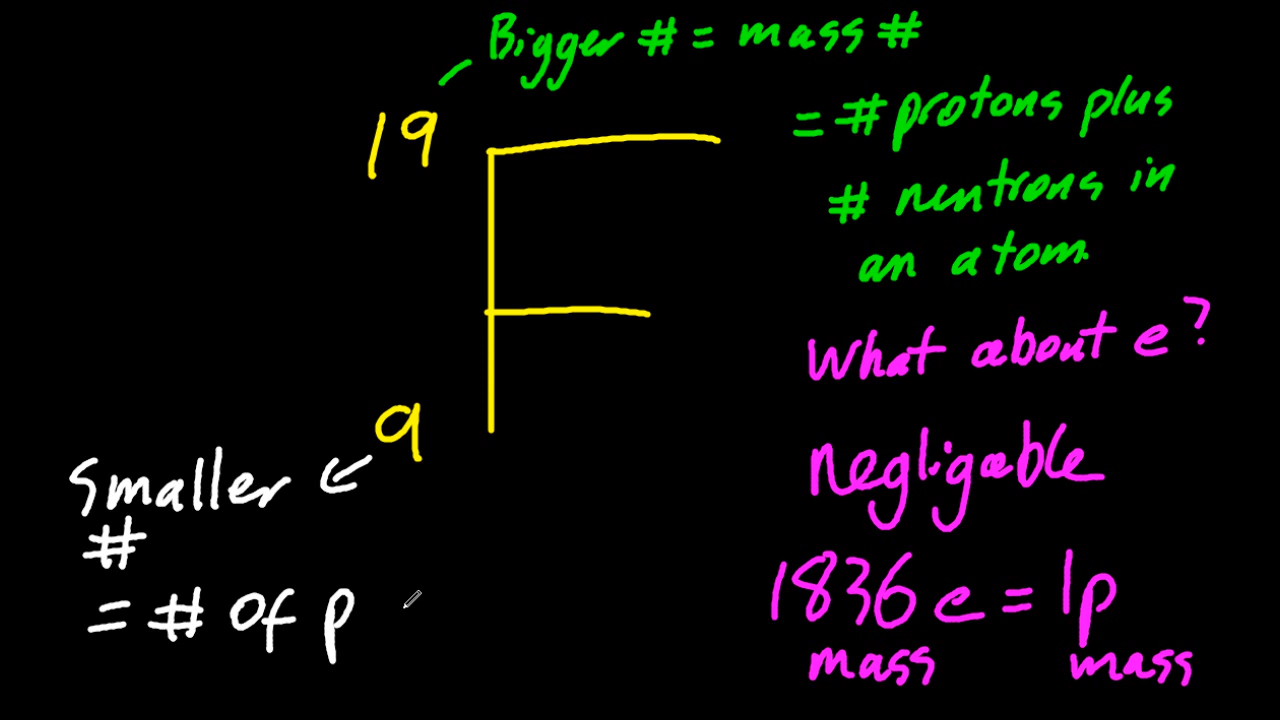 Bigger # = mass #
19
= # protons plus
# neutrons in
an atom.
F
What about e?
9
negligable
Smaller
#
= # of p
1836 e = 1p
mass mass